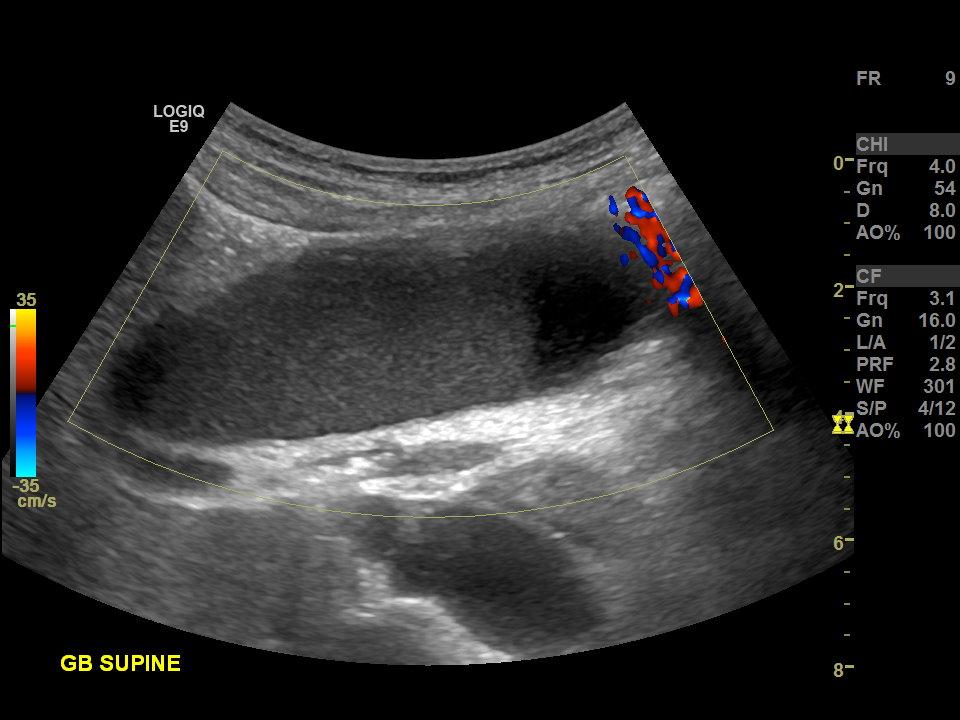 LOGIQ
E9
FR 9
CHI
Frq 4.0
Gn 54
D 8.0
AO% 100
CF
Frq 3.1
Gn 16.0
L/A 1/2
PRF 2.8
WF 301
S/P 4/12
AO% 100
0
2
4
6
8
35
-35
cm/s
GB SUPINE